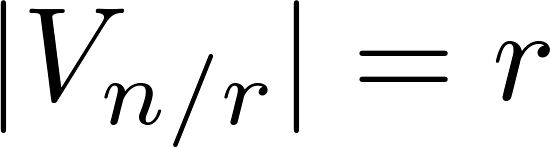 |V_{n/r}| = r